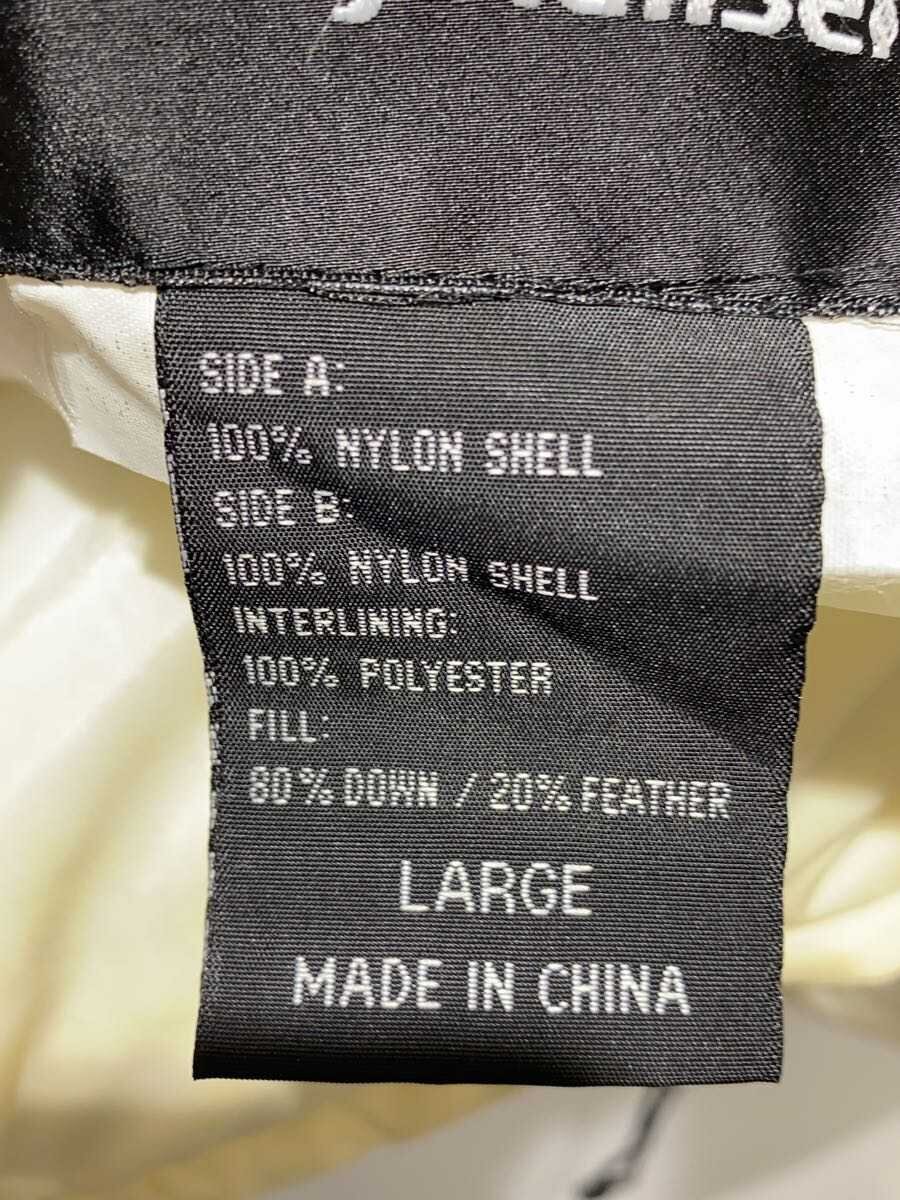 SIDE A:
100% NYLON SHELL
SIDE B:
100% NYLON SHELL
INTERLINING:
100% POLYESTER
FILL:
80% DOWN / 20% FEATHER
LARGE
MADE IN CHINA